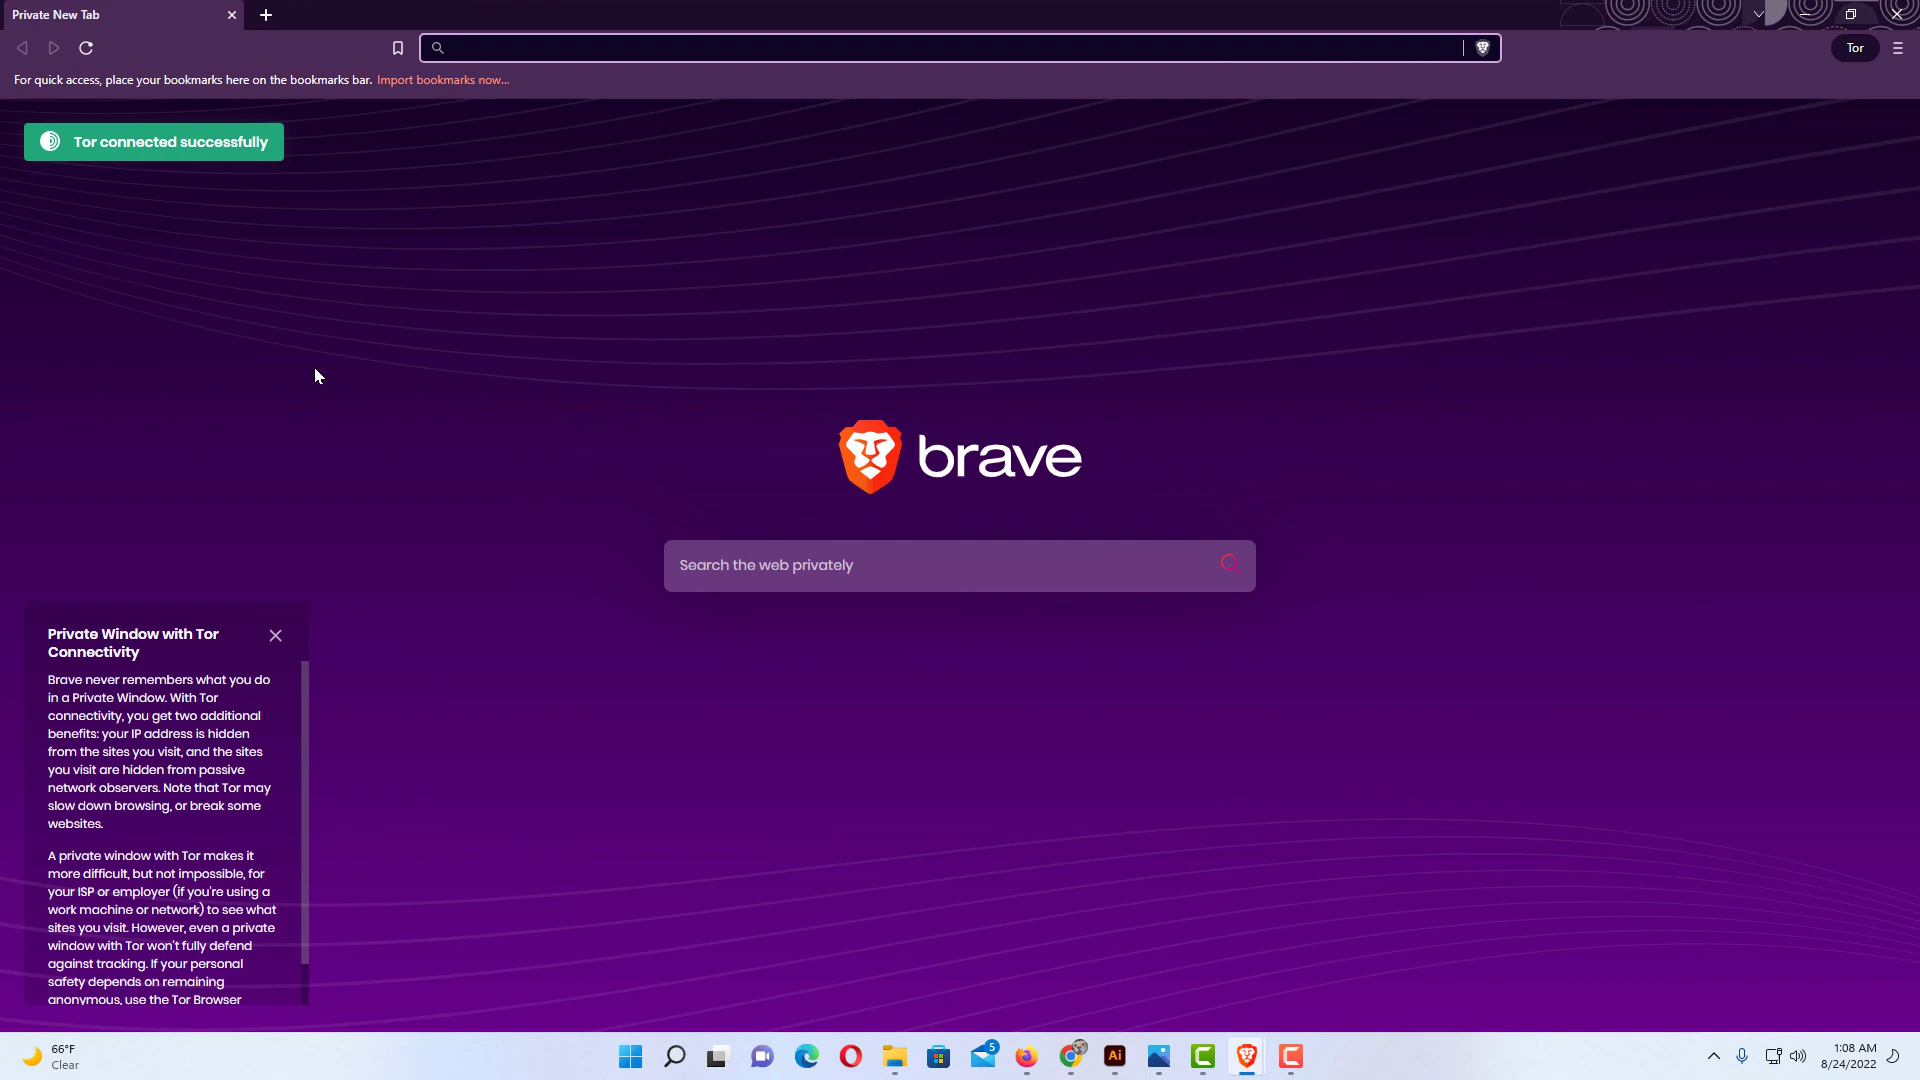 Private New Tab
Tor
For quick access, place your bookmarks here on the bookmarks bar. Import bookmarks now...
Tor connected successfully
brave
Search the web privately
Private Window with Tor
Connectivity
Brave never remembers what you do
in a Private Window. With Tor
connectivity, you get two additional
benefits: your IP address is hidden
from the sites you visit, and the sites
you visit are hidden from passive
network observers. Note that Tor may
slow down browsing, or break some
websites.
A private window with Tor makes it
more difficult, but not impossible, for
your ISP or employer (if you're using a
work machine or network) to see what
sites you visit. However, even a private
window with Tor won't fully defend
against tracking. If your personal
safety depends on remaining
anonymous, use the Tor Browser
66°F
Clear
5
Ai
1:08 AM
8/24/2022